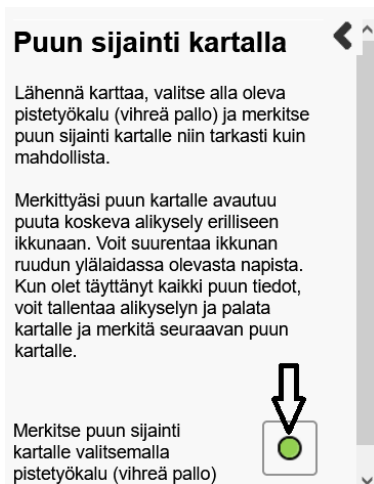 Puun sijainti kartalla
Lähennä karttaa, valitse alla oleva
pistetyökalu (vihreä pallo) ja merkitse
puun sijainti kartalle niin tarkasti kuin
mahdollista.
Merkittyäsi puun kartalle avautuu
puuta koskeva alikysely erilliseen
ikkunaan. Voit suurentaa ikkunan
ruudun ylälaidassa olevasta napista.
Kun olet täyttänyt kaikki puun tiedot,
voit tallentaa alikyselyn ja palata
kartalle ja merkitä seuraavan puun
kartalle.
Merkitse puun sijainti
kartalle valitsemalla
pistetyökalu (vihreä pallo)